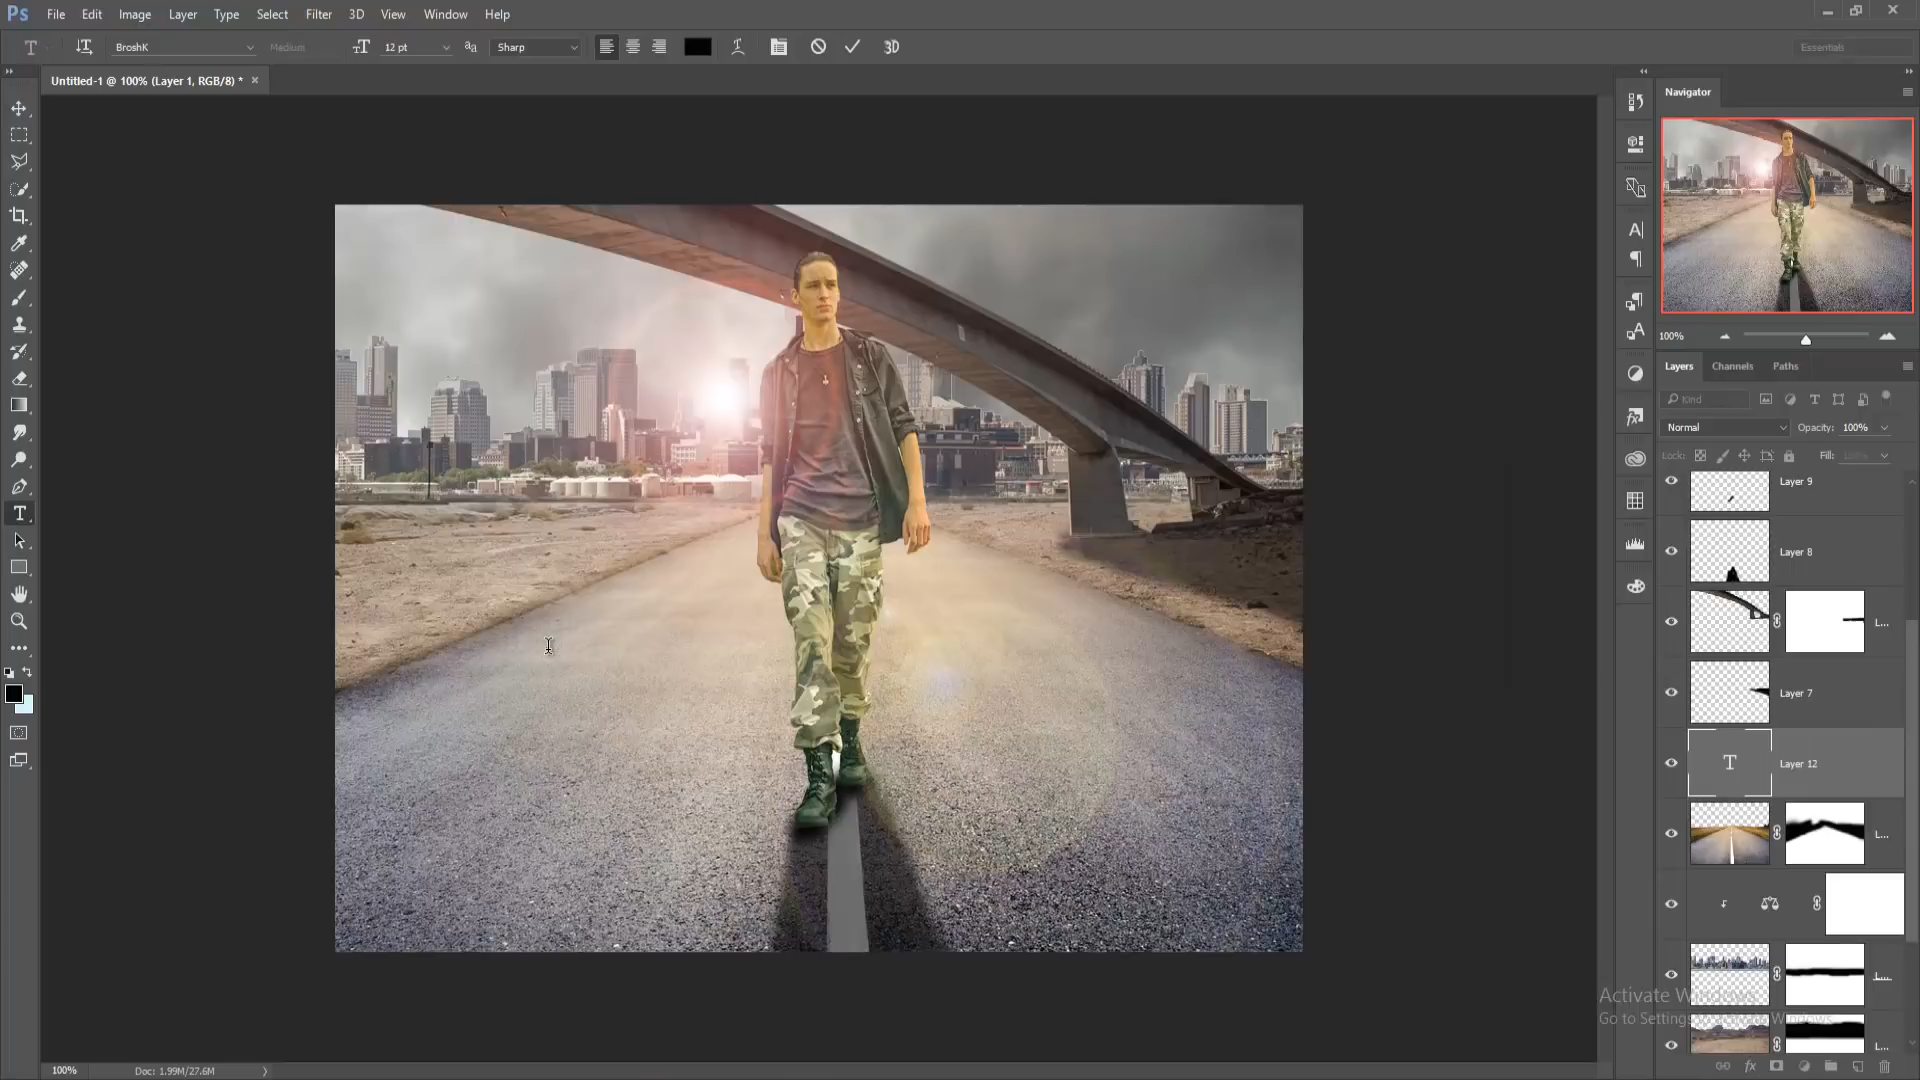 Ps File Edit Image Layer Type Select Filter 3D View Window Help
T BroshK Medium 12 pt Sharp 3D Essentials
Untitled-1 @ 100% (Layer 1, RGB/8) * ×
Navigator
100%
Layers Channels Paths
Kind
Normal Opacity: 100%
Lock: Fill:
Layer 9
Layer 8
L...
Layer 7
Layer 12
L...
L...
L...
Activate Windows
Go to Settings to activate Windows.
100% Doc: 1.99M/27.6M